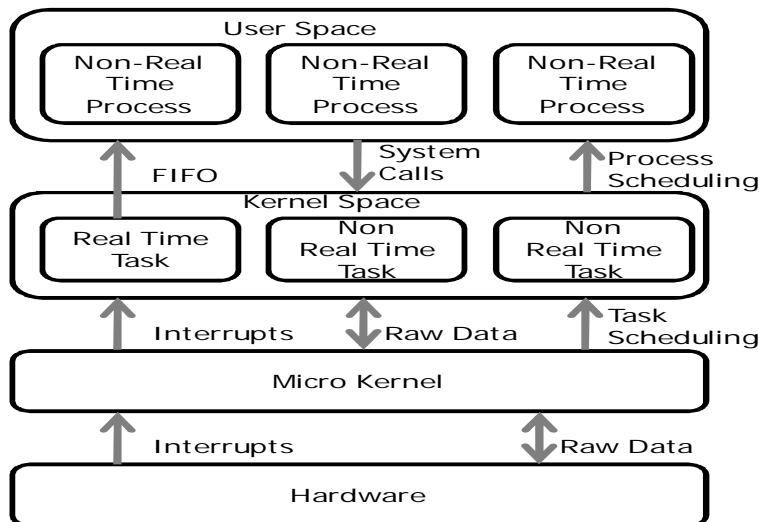 User Space
Non-Real
Time
Process
Non-Real
Time
Process
Non-Real
Time
Process
FIFO
System
Calls
Process
Scheduling
Kernel Space
Real Time
Task
Non
Real Time
Task
Non
Real Time
Task
Interrupts
Raw Data
Task
Scheduling
Micro Kernel
Interrupts
Raw Data
Hardware